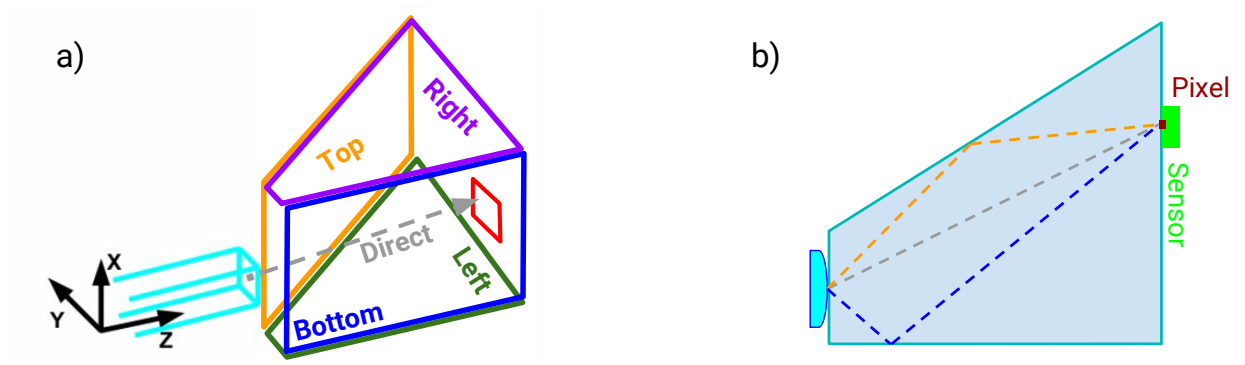 a)
Top
Right
Direct
Left
Bottom
X
Y
Z
b)
Pixel
Sensor